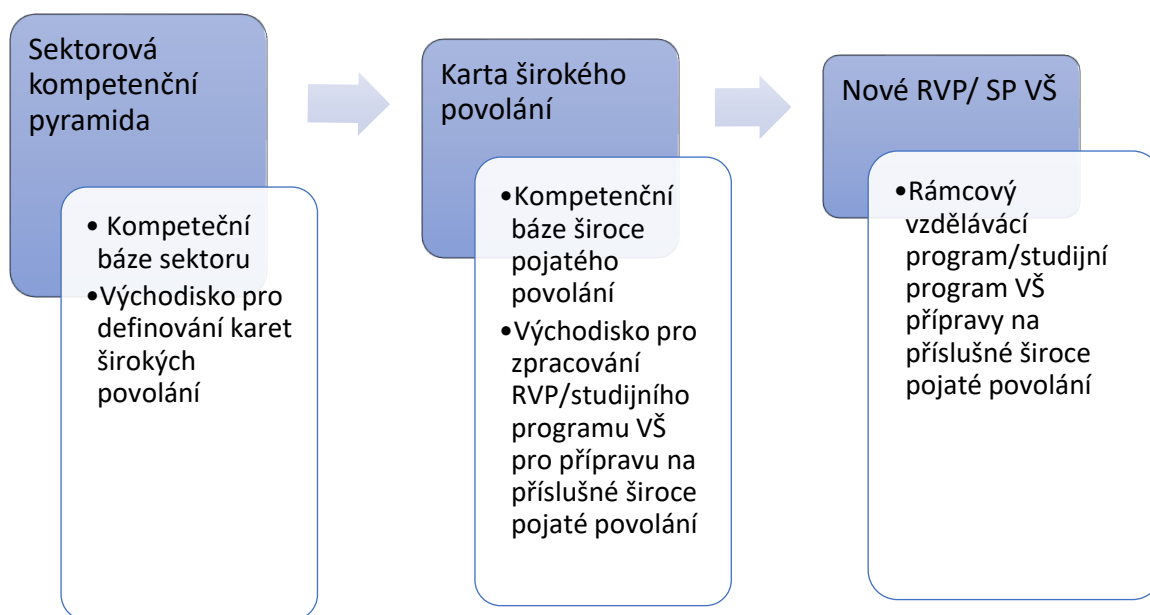 Sektorová
kompetenční
pyramida
• Kompeteční
báze sektoru
•Východisko pro
definování karet
širokých
povolání
Karta širokého
povolání
•Kompetenční
báze široce
pojatého
povolání
•Východisko pro
zpracování
RVP/studijního
programu VŠ
pro přípravu na
příslušné široce
pojaté povolání
Nové RVP/ SP VŠ
•Rámcový
vzdělávácí
program/studijní
program VŠ
přípravy na
příslušné široce
pojaté povolání